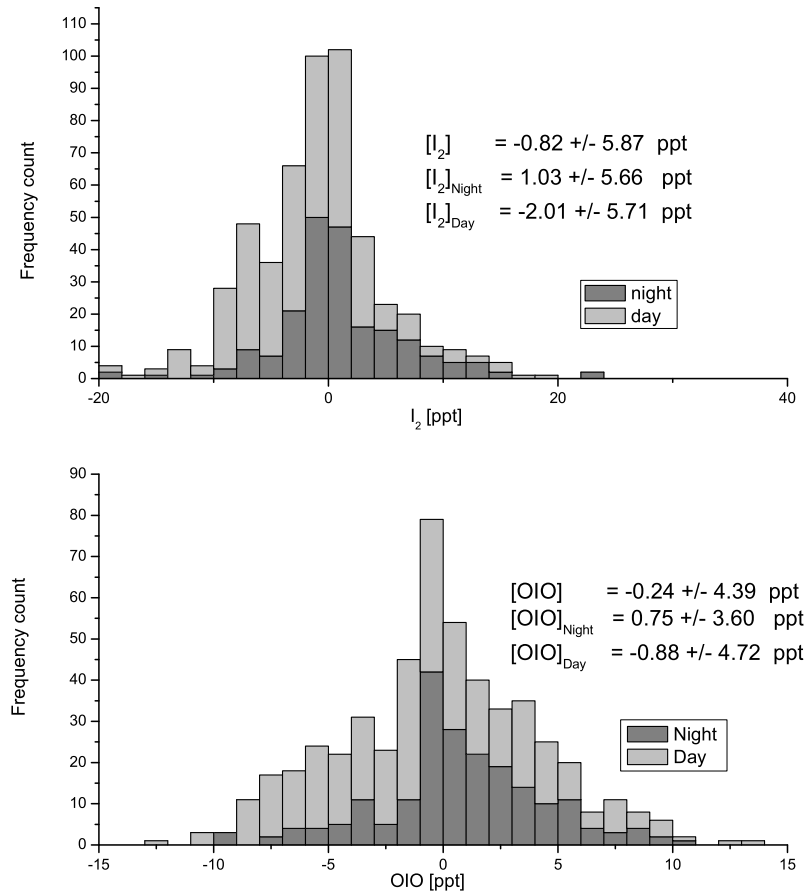 110
100
90
80
70
60
50
40
30
20
10
0
Frequency count
[I₂] = -0.82 +/- 5.87 ppt
[I₂]Night = 1.03 +/- 5.66 ppt
[I₂]Day = -2.01 +/- 5.71 ppt
night
day
-20 0 20 40
I₂ [ppt]
90
80
70
60
50
40
30
20
10
0
Frequency count
[OIO] = -0.24 +/- 4.39 ppt
[OIO]Night = 0.75 +/- 3.60 ppt
[OIO]Day = -0.88 +/- 4.72 ppt
Night
Day
-15 -10 -5 0 5 10 15
OIO [ppt]